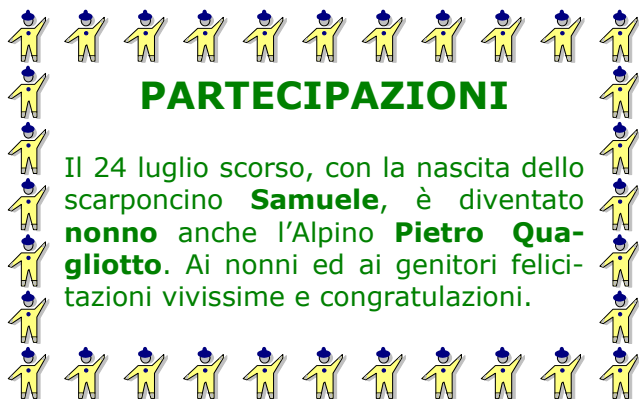 PARTECIPAZIONI
Il 24 luglio scorso, con la nascita dello
scarponcino Samuele, è diventato
nonno anche l’Alpino Pietro Qua-
gliotto. Ai nonni ed ai genitori felici-
tazioni vivissime e congratulazioni.